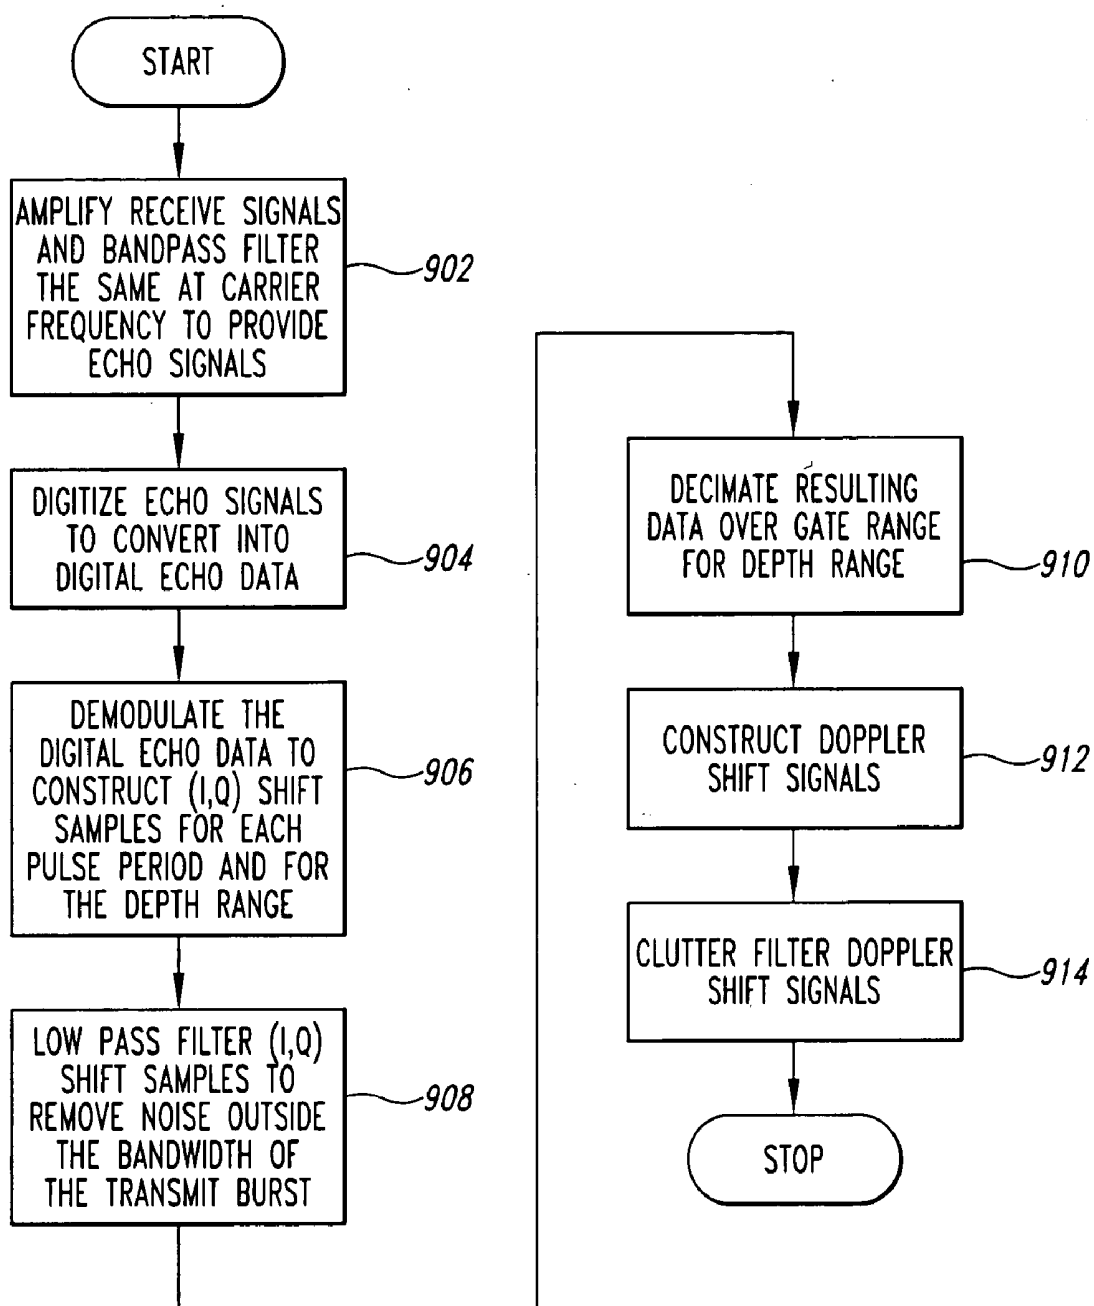 START
AMPLIFY RECEIVE SIGNALS
AND BANDPASS FILTER
THE SAME AT CARRIER
FREQUENCY TO PROVIDE
ECHO SIGNALS
902
DIGITIZE ECHO SIGNALS
TO CONVERT INTO
DIGITAL ECHO DATA
904
DEMODULATE THE
DIGITAL ECHO DATA TO
CONSTRUCT (I,Q) SHIFT
SAMPLES FOR EACH
PULSE PERIOD AND FOR
THE DEPTH RANGE
906
LOW PASS FILTER (I,Q)
SHIFT SAMPLES TO
REMOVE NOISE OUTSIDE
THE BANDWIDTH OF
THE TRANSMIT BURST
908
DECIMATE RESULTING
DATA OVER GATE RANGE
FOR DEPTH RANGE
910
CONSTRUCT DOPPLER
SHIFT SIGNALS
912
CLUTTER FILTER DOPPLER
SHIFT SIGNALS
914
STOP